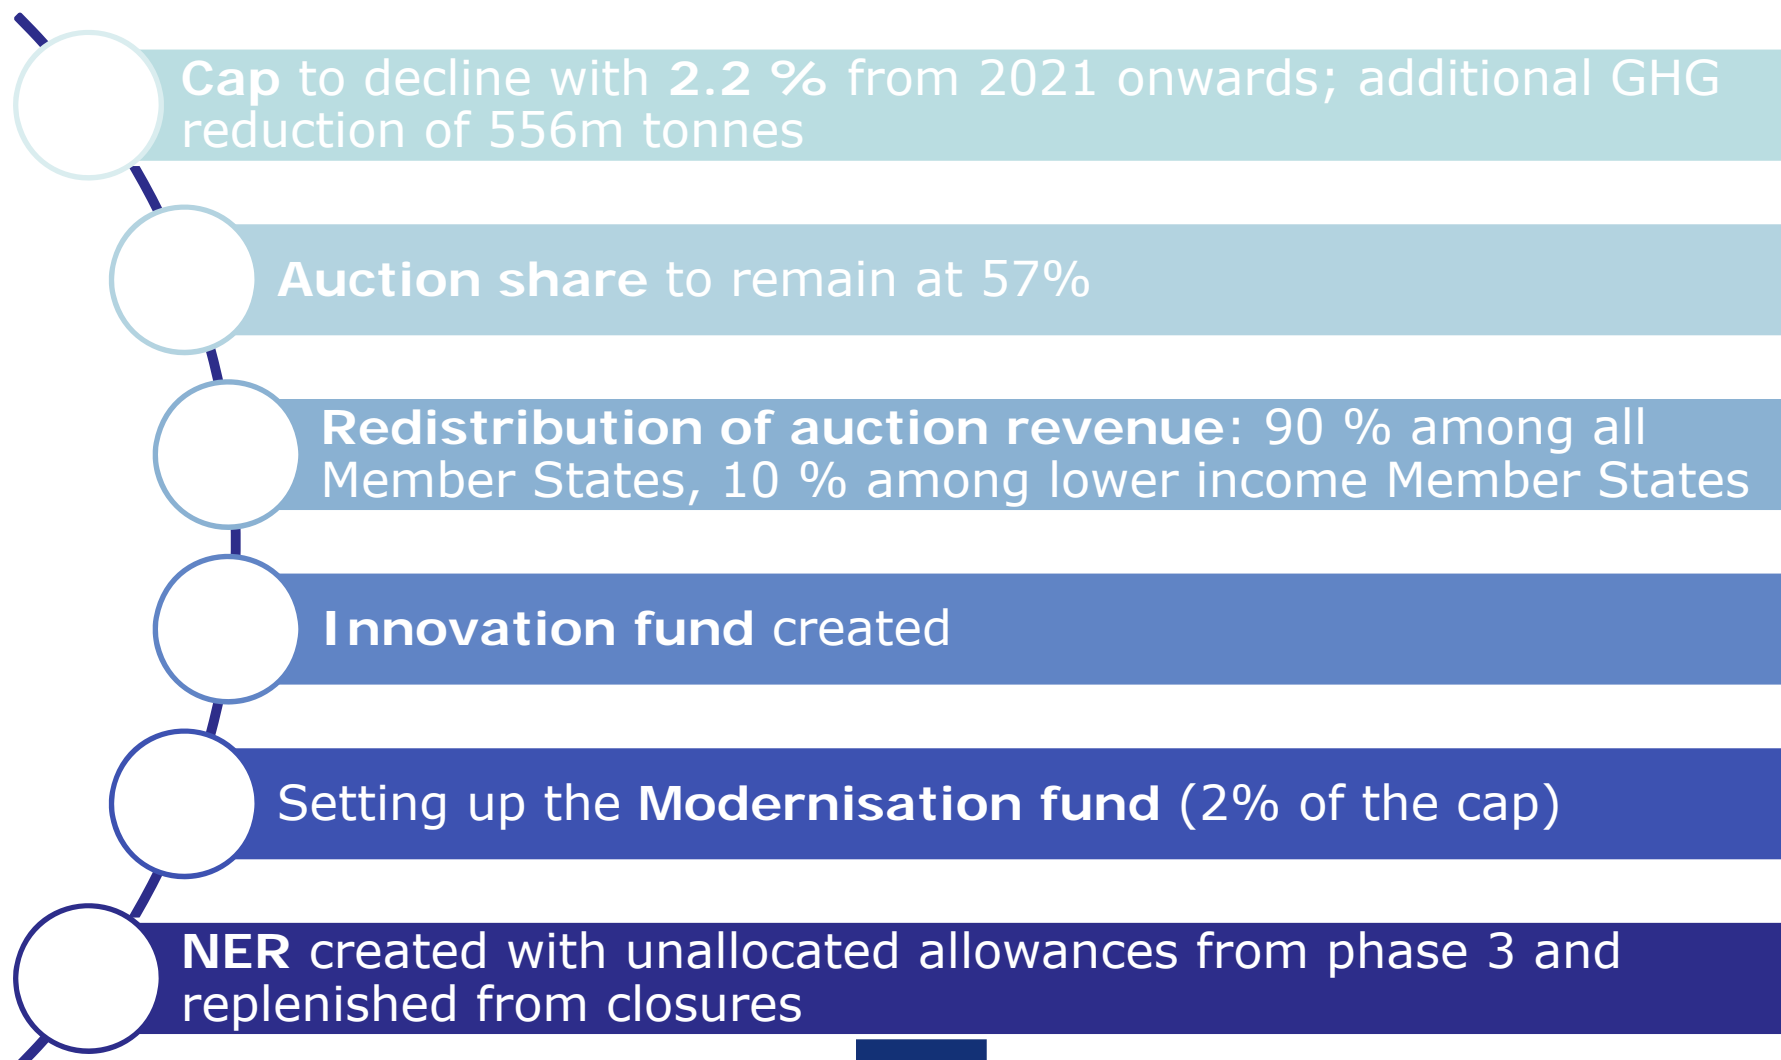 Cap to decline with 2.2 % from 2021 onwards; additional GHG
reduction of 556m tonnes
Auction share to remain at 57%
Redistribution of auction revenue: 90 % among all
Member States, 10 % among lower income Member States
Innovation fund created
Setting up the Modernisation fund (2% of the cap)
NER created with unallocated allowances from phase 3 and
replenished from closures